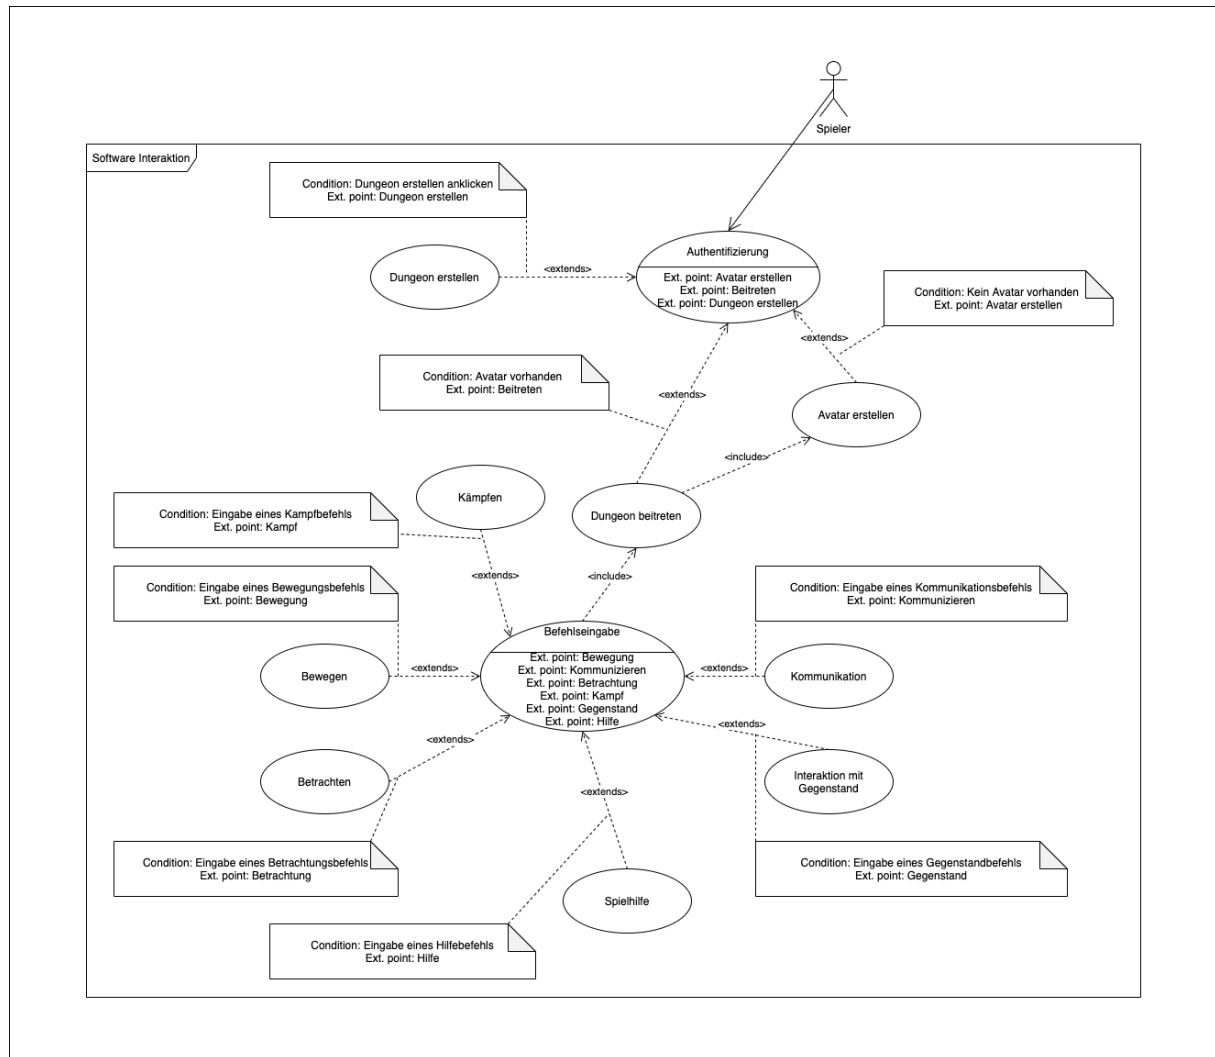 Spieler
Software Interaktion
Condition: Dungeon erstellen anklicken
Ext. point: Dungeon erstellen
Authentifizierung
Ext. point: Avatar erstellen
Ext. point: Beitreten
Ext. point: Dungeon erstellen
Dungeon erstellen
<extends>
Condition: Kein Avatar vorhanden
Ext. point: Avatar erstellen
<extends>
Condition: Avatar vorhanden
Ext. point: Beitreten
<extends>
Avatar erstellen
<include>
Kämpfen
Dungeon beitreten
Condition: Eingabe eines Kampfbefehls
Ext. point: Kampf
<extends>
<include>
Condition: Eingabe eines Bewegungsbefehls
Ext. point: Bewegung
Condition: Eingabe eines Kommunikationsbefehls
Ext. point: Kommunizieren
Befehlseingabe
Ext. point: Bewegung
Ext. point: Kommunizieren
Ext. point: Betrachtung
Ext. point: Kampf
Ext. point: Gegenstand
Ext. point: Hilfe
Bewegen
<extends>
<extends>
Kommunikation
<extends>
<extends>
Betrachten
Interaktion mit
Gegenstand
<extends>
Condition: Eingabe eines Betrachtungsbefehls
Ext. point: Betrachtung
Condition: Eingabe eines Gegenstandbefehls
Ext. point: Gegenstand
Spielhilfe
Condition: Eingabe eines Hilfebefehls
Ext. point: Hilfe